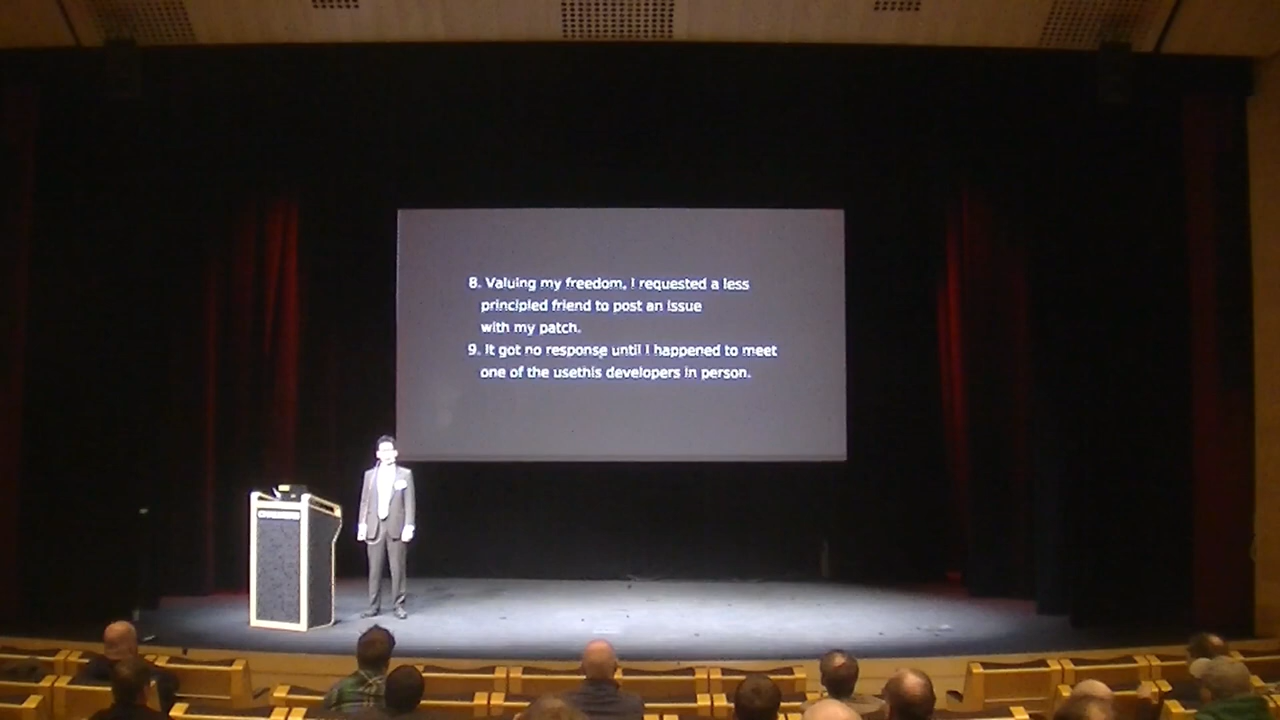 8. Valuing my freedom, I requested a less
principled friend to post an issue
with my patch.
9. It got no response until I happened to meet
one of the usethis developers in person.